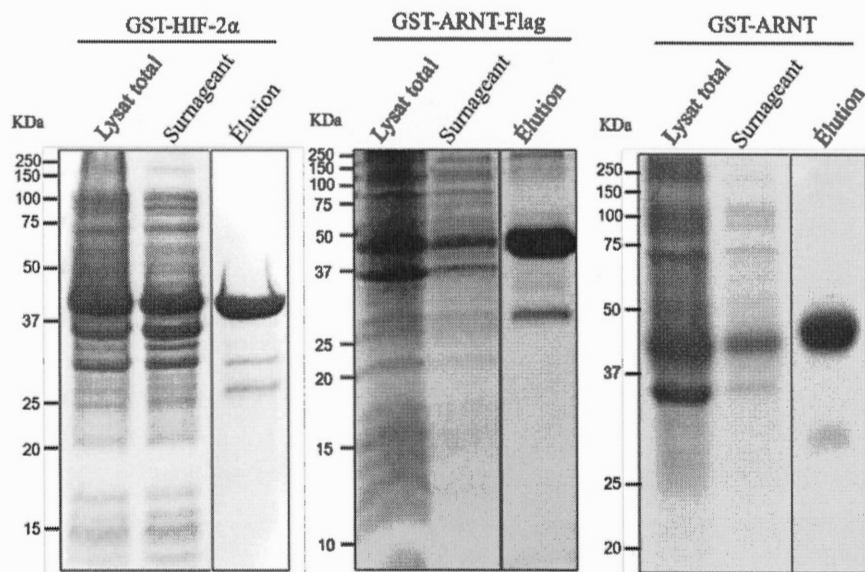 GST-HIF-2α
Lysat total
Surnageant
Élution
KDa
250
150
100
75
50
37
25
20
15
GST-ARNT-Flag
Lysat total
Surnageant
Élution
KDa
250
150
100
75
50
37
25
20
15
10
GST-ARNT
Lysat total
Surnageant
Élution
KDa
250
150
100
75
50
37
25
20